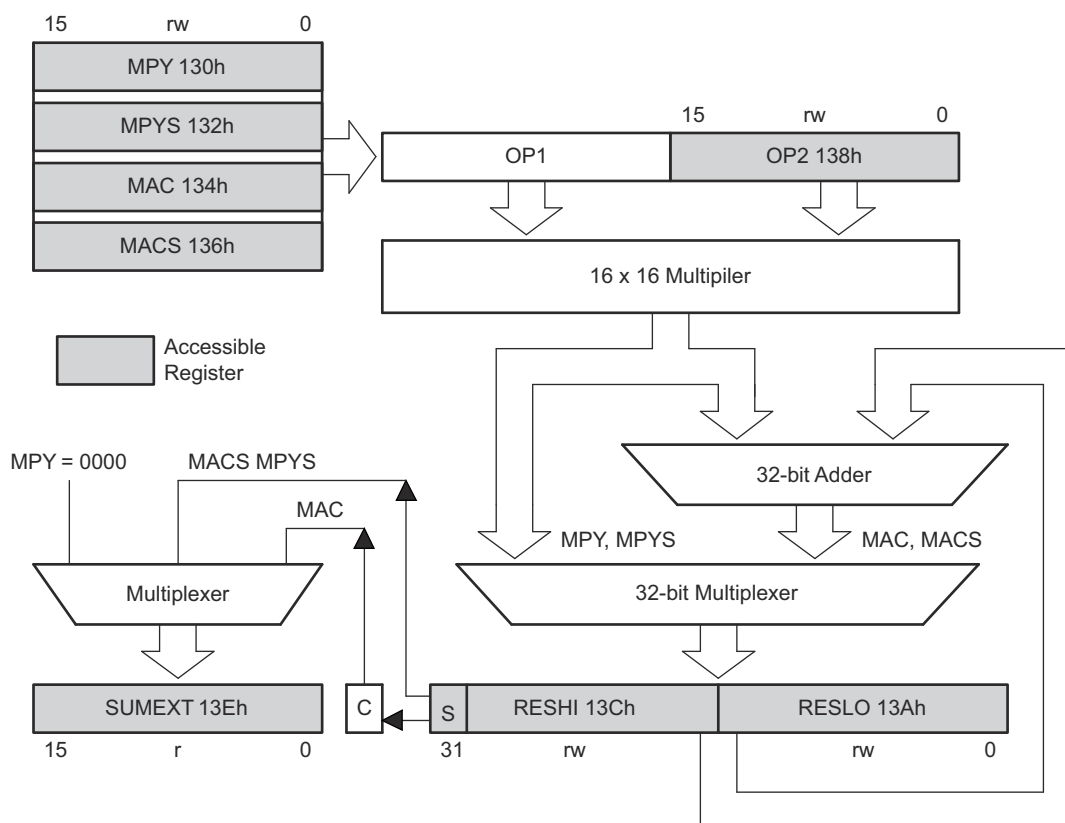 15 rw 0
MPY 130h
MPYS 132h
MAC 134h
MACS 136h
15 rw 0
OP1
OP2 138h
16 x 16 Multipiler
Accessible
Register
32-bit Adder
MPY = 0000
MACS MPYS
MAC
MPY, MPYS
MAC, MACS
Multiplexer
32-bit Multiplexer
SUMEXT 13Eh
C
S
RESHI 13Ch
RESLO 13Ah
15 r 0
31 rw
rw 0